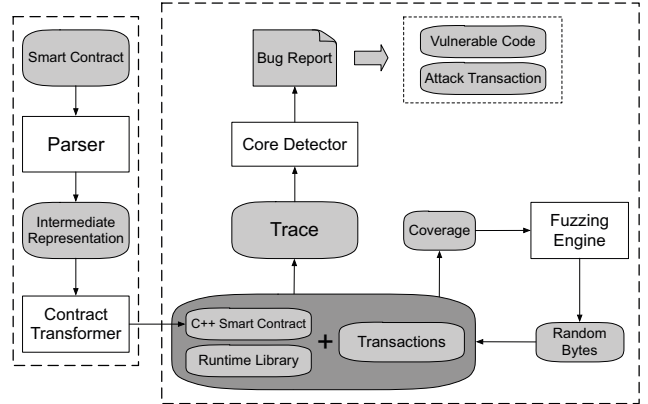 Smart Contract
Parser
Intermediate
Representation
Contract
Transformer
Bug Report
Vulnerable Code
Attack Transaction
Core Detector
Trace
Coverage
Fuzzing
Engine
C++ Smart Contract
Runtime Library
+
Transactions
Random
Bytes